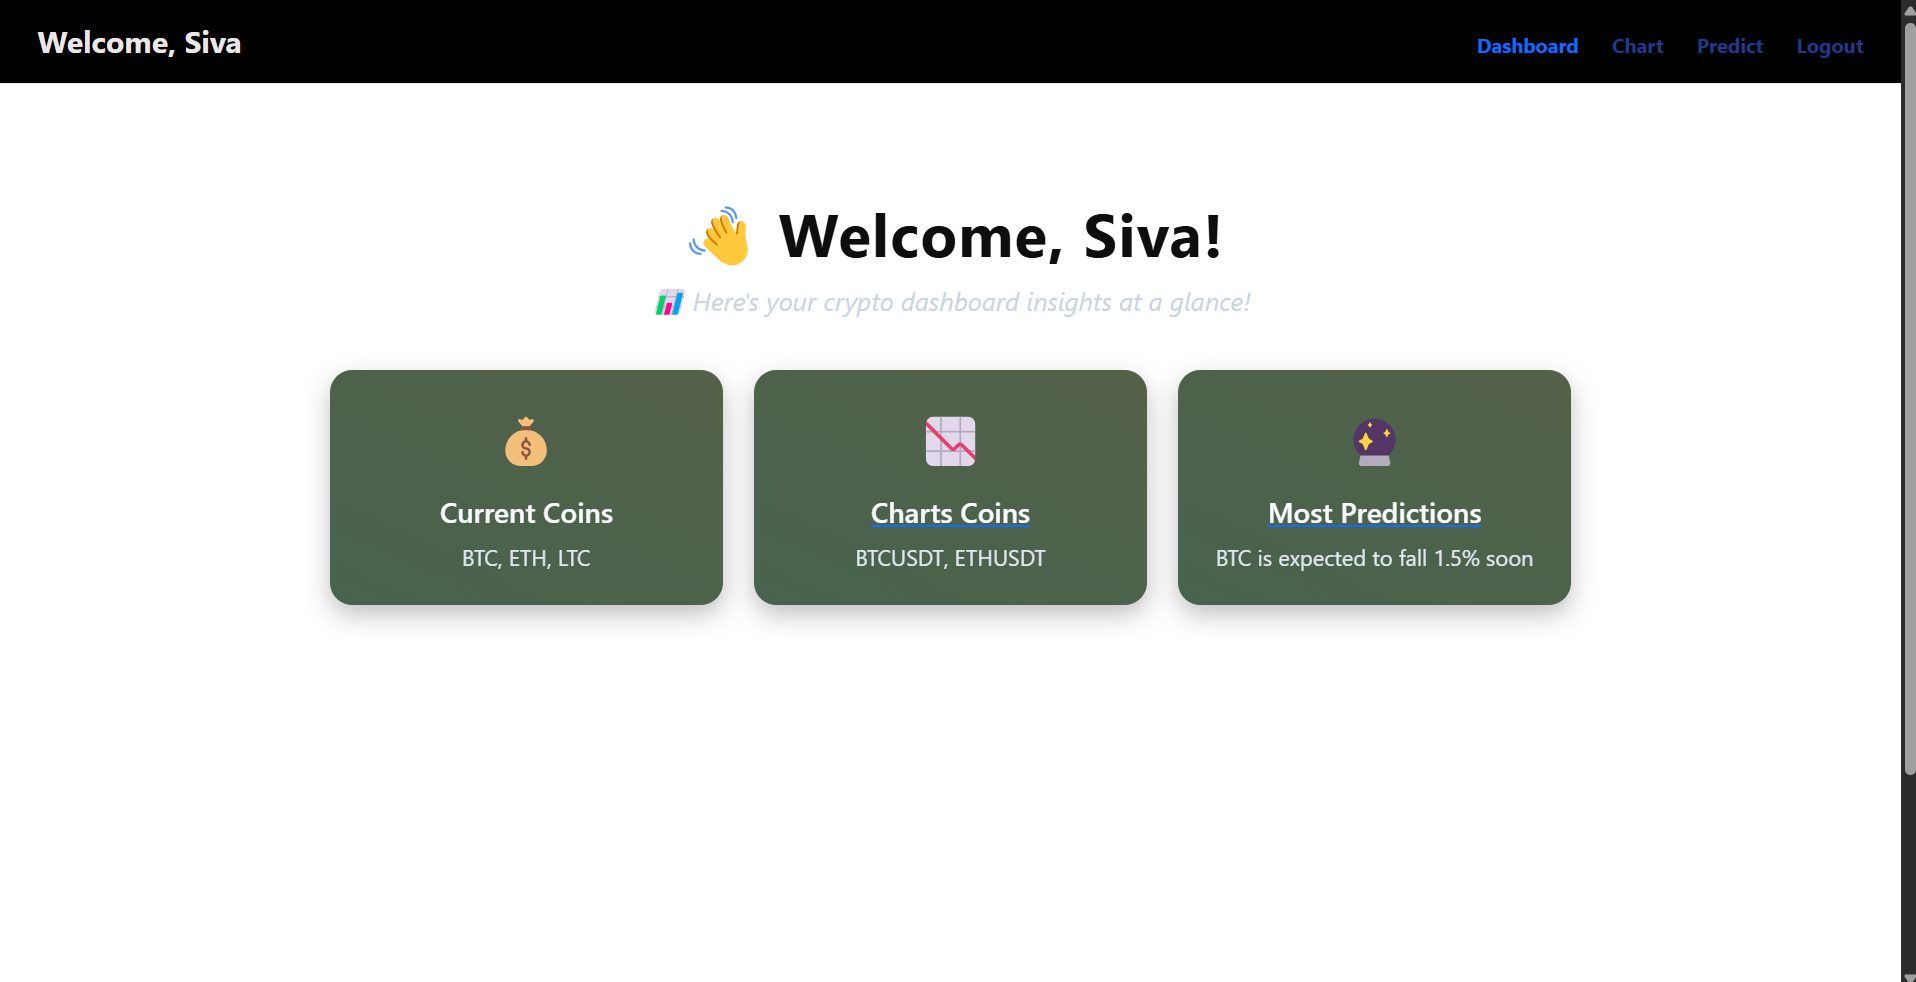 Welcome, Siva
Dashboard Chart Predict Logout
👋 Welcome, Siva!
📊 Here's your crypto dashboard insights at a glance!
Current Coins
BTC, ETH, LTC
Charts Coins
BTCUSDT, ETHUSDT
Most Predictions
BTC is expected to fall 1.5% soon